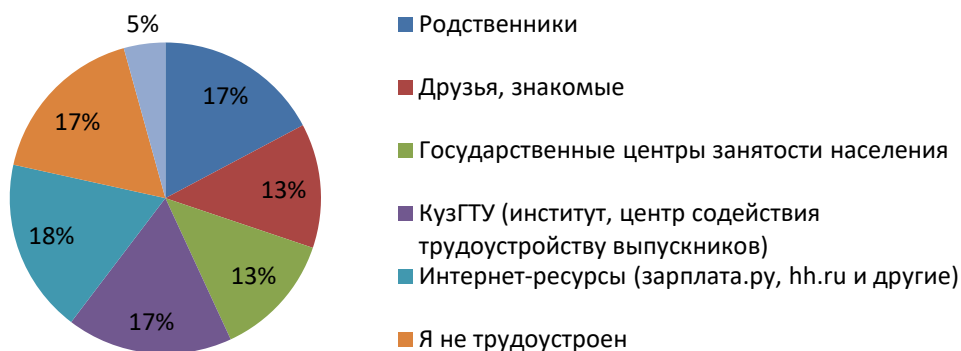 5%
17%
13%
13%
17%
18%
17%
Родственники
Друзья, знакомые
Государственные центры занятости населения
КузГТУ (институт, центр содействия
трудоустройству выпускников)
Интернет-ресурсы (зарплата.ру, hh.ru и другие)
Я не трудоустроен